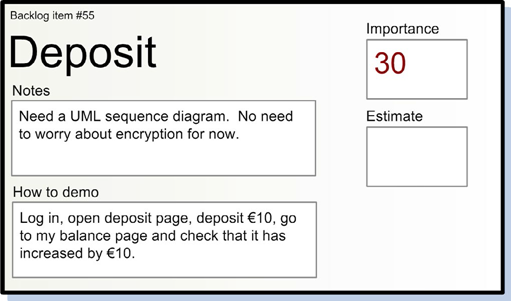 Backlog item #55
Deposit
Importance
30
Notes
Need a UML sequence diagram.  No need
to worry about encryption for now.
Estimate
How to demo
Log in, open deposit page, deposit €10, go
to my balance page and check that it has
increased by €10.